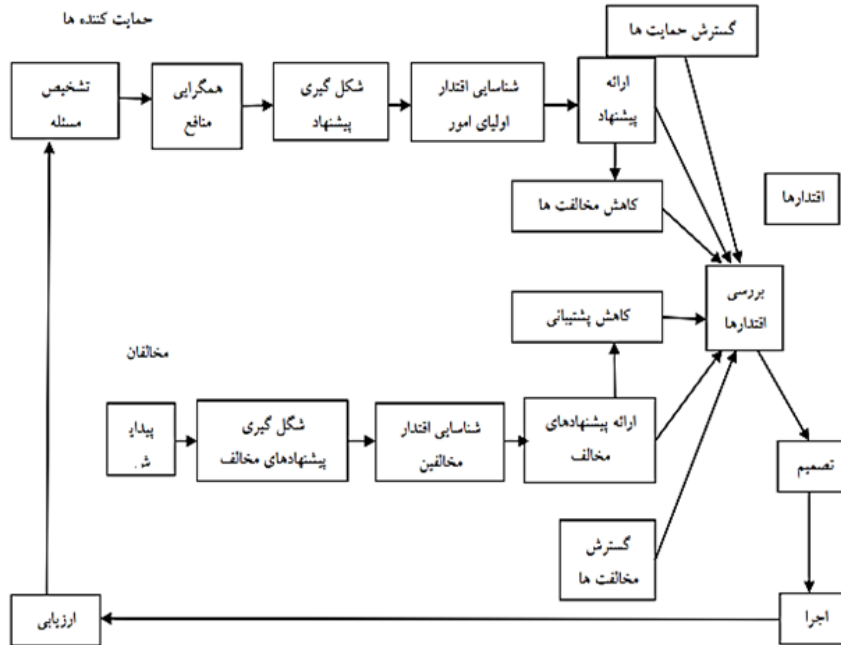 حمایت کننده ها
گسترش حمایت ها
تشخیص
مسئله
همگرایی
منافع
شکل گیری
پیشنهاد
شناسایی اقتدار
اولیای امور
ارائه
پیشنهاد
کاهش مخالفت ها
اقتدارها
بررسی
اقتدارها
کاهش پشتیبانی
مخالفان
پیدای
ش
شگل گیری
پیشنهادهای مخالف
شناسایی اقتدار
مخالفین
ارائه پیشنهادهای
مخالف
تصمیم
گسترش
مخالفت ها
ارزیابی
اجرا